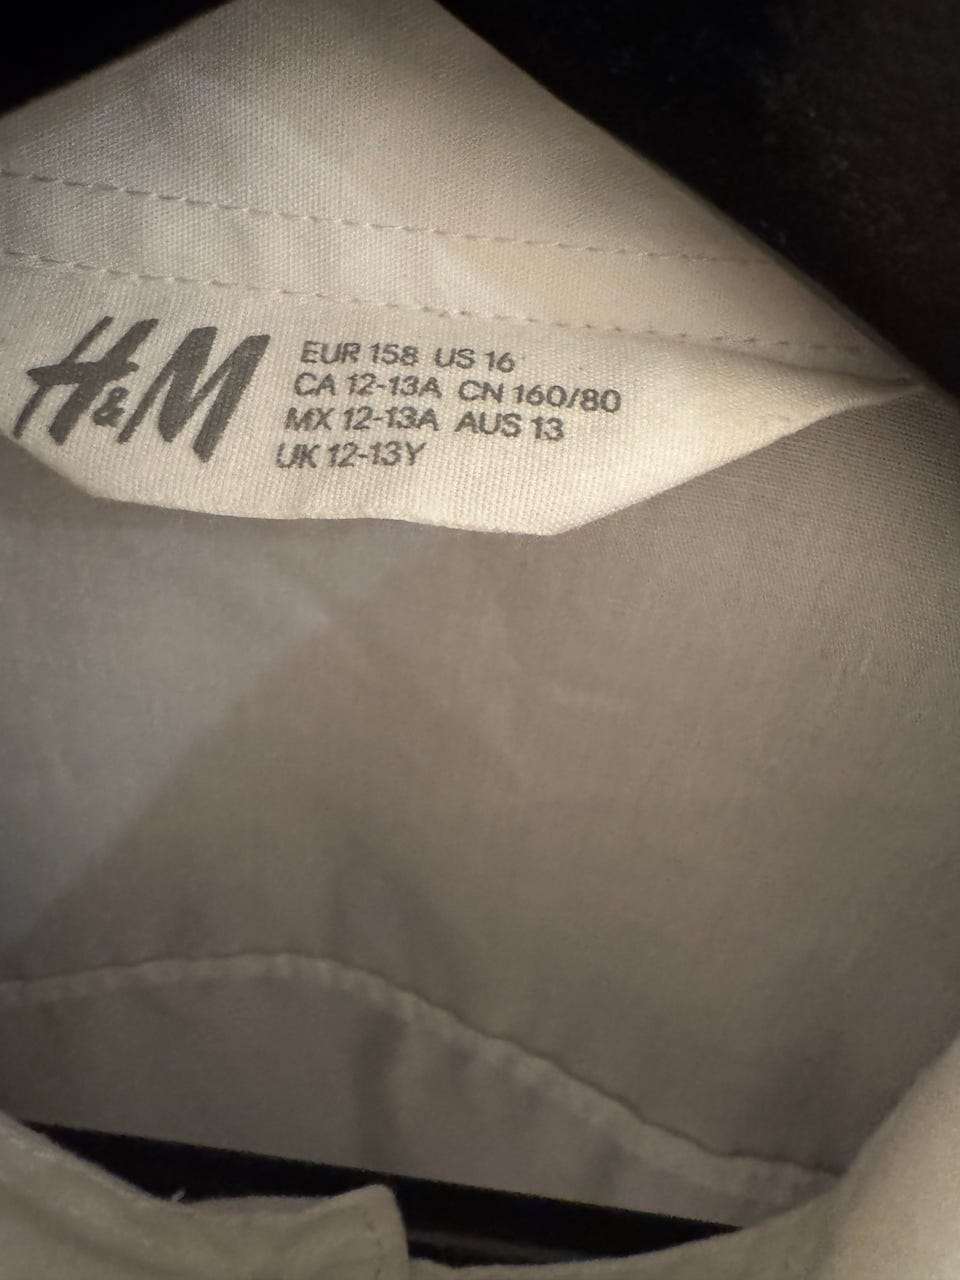 H&M
EUR 158 US 16
CA 12-13A CN 160/80
MX 12-13A AUS 13
UK 12-13Y